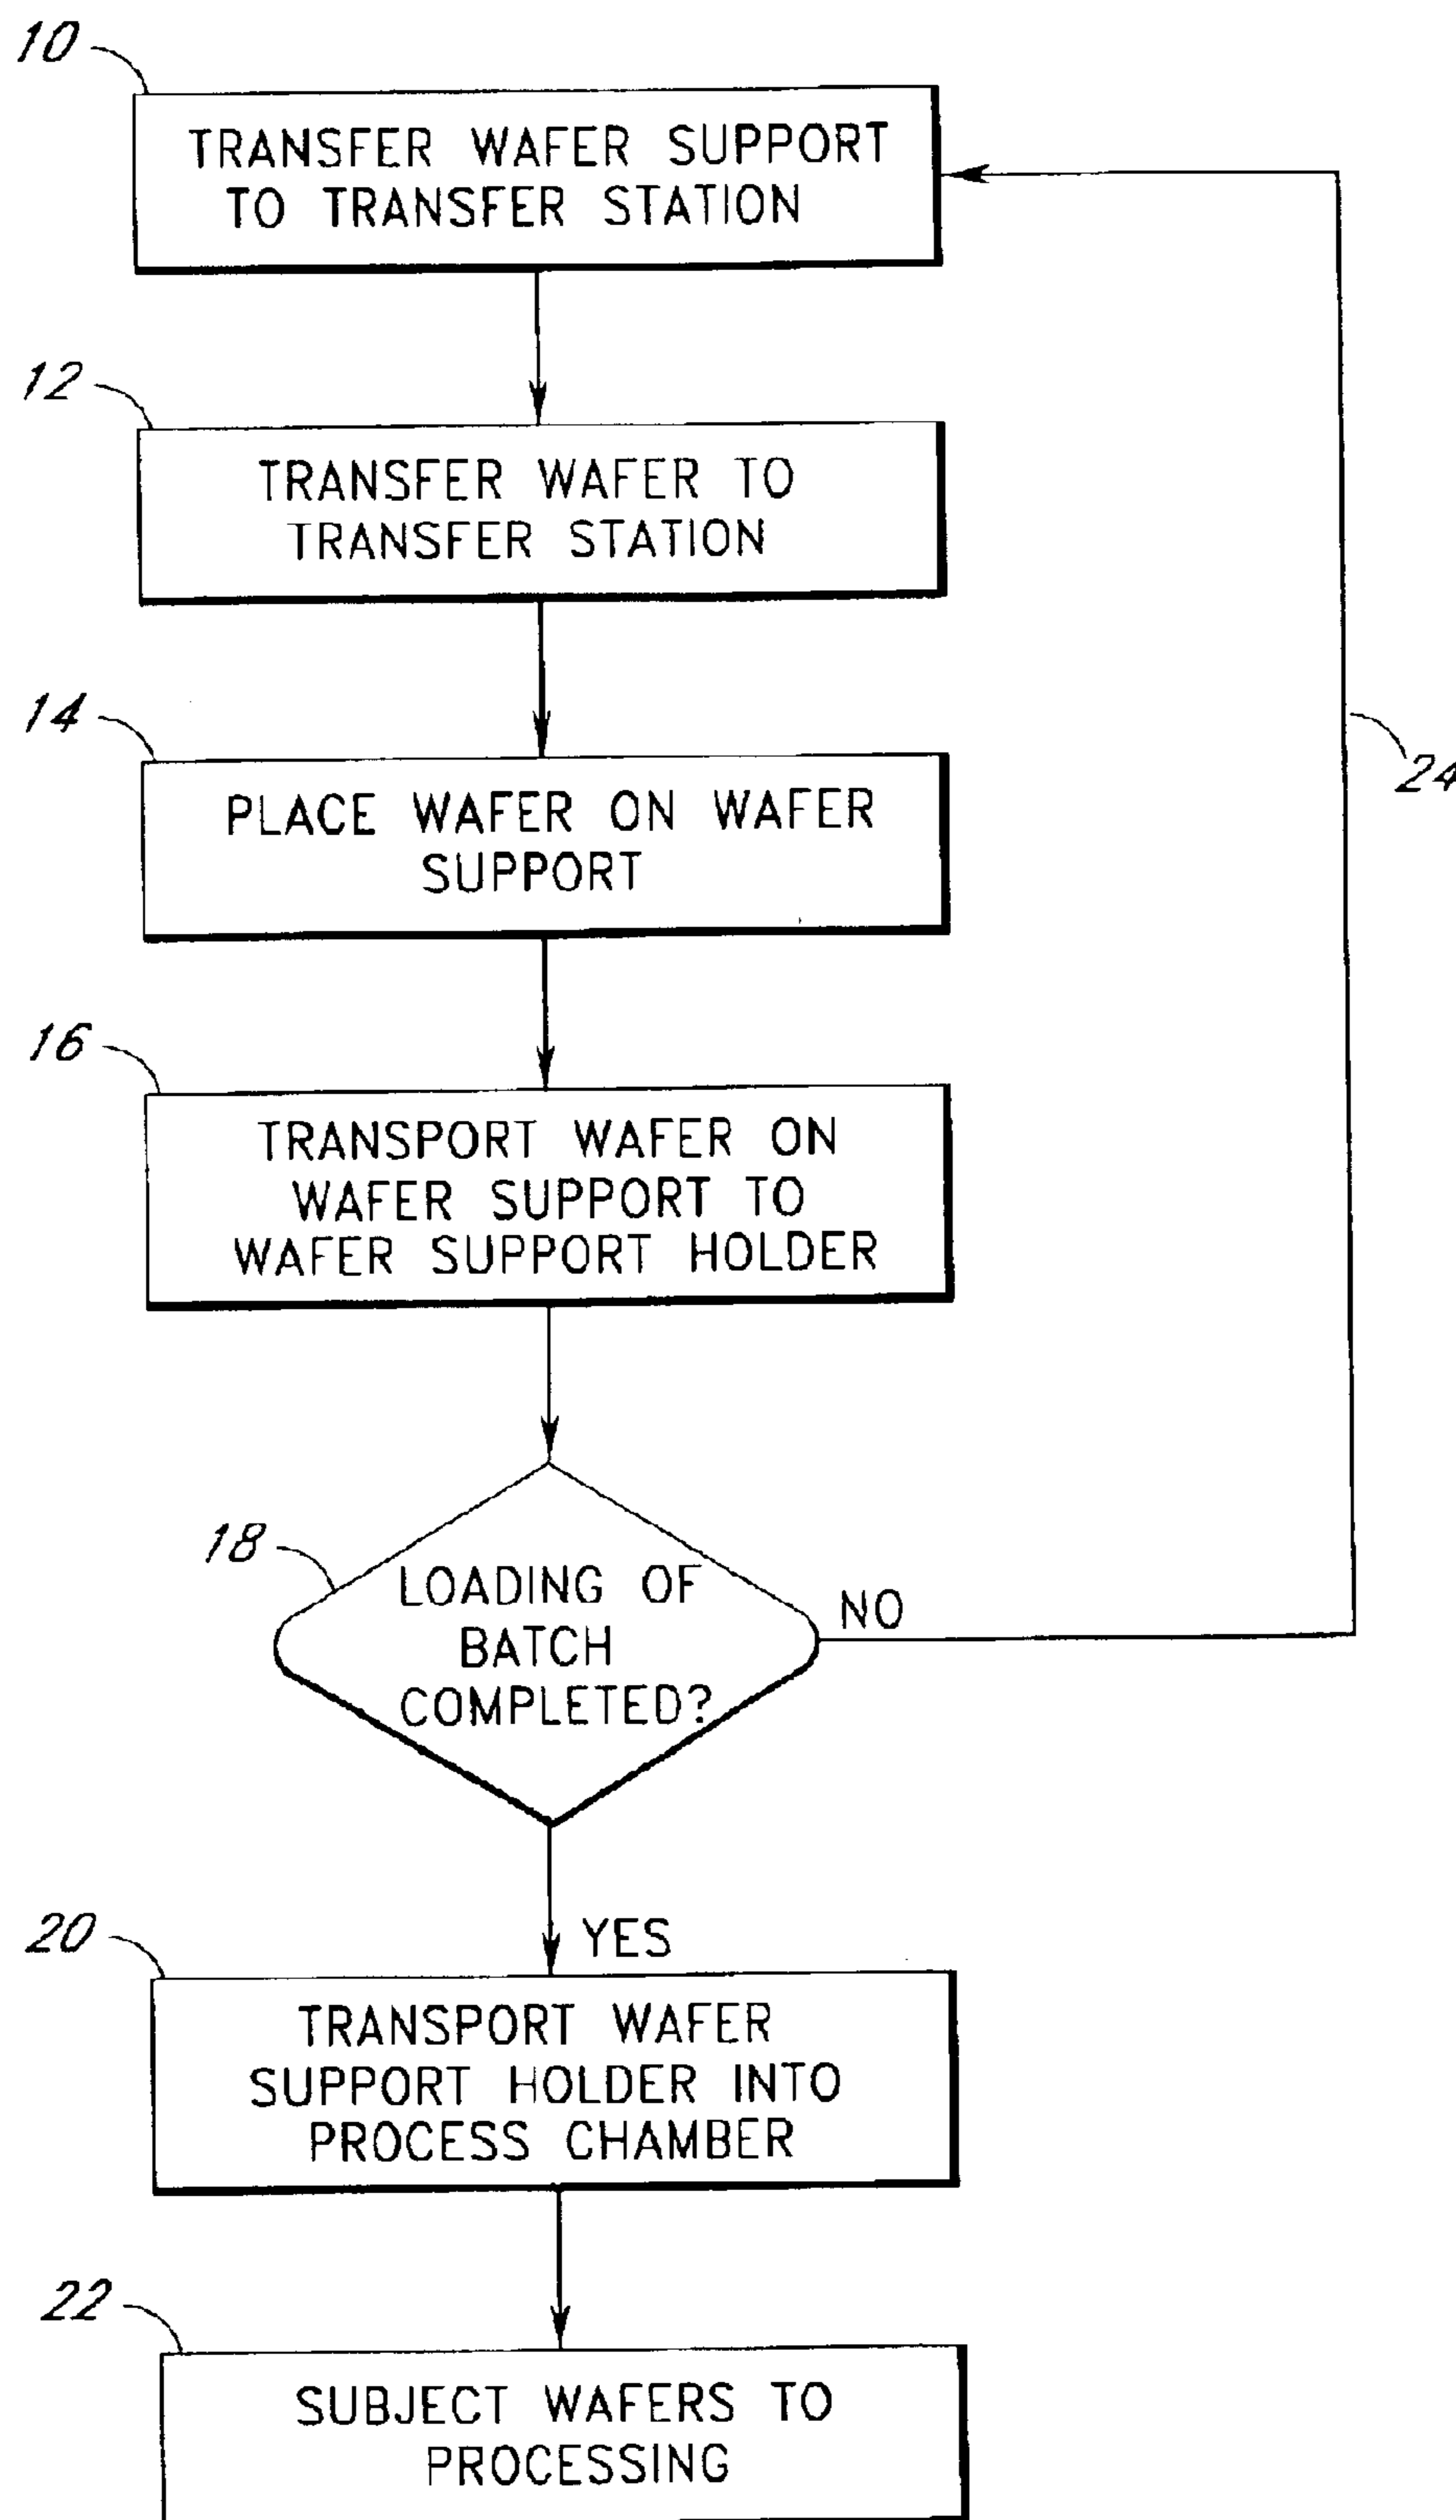 10
TRANSFER WAFER SUPPORT
TO TRANSFER STATION
12
TRANSFER WAFER TO
TRANSFER STATION
14
PLACE WAFER ON WAFER
SUPPORT
24
16
TRANSPORT WAFER ON
WAFER SUPPORT TO
WAFER SUPPORT HOLDER
18
LOADING OF
BATCH
COMPLETED?
NO
YES
20
TRANSPORT WAFER
SUPPORT HOLDER INTO
PROCESS CHAMBER
22
SUBJECT WAFERS TO
PROCESSING